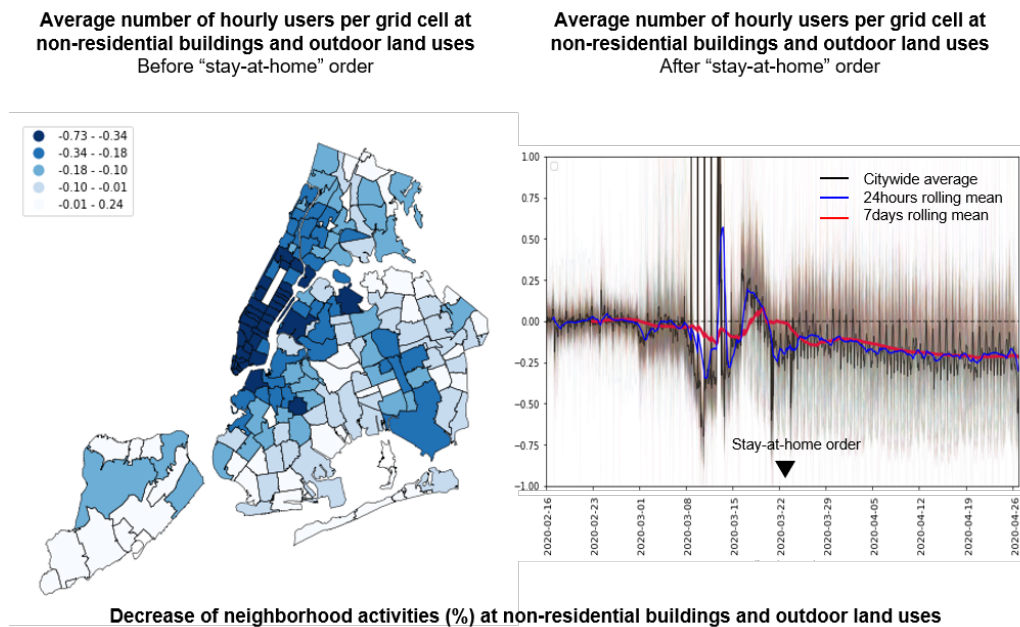 Average number of hourly users per grid cell at
non-residential buildings and outdoor land uses
Before “stay-at-home” order
Average number of hourly users per grid cell at
non-residential buildings and outdoor land uses
After “stay-at-home” order
-0.73 - -0.34
-0.34 - -0.18
-0.18 - -0.10
-0.10 - -0.01
-0.01 - 0.24
1.00
0.75
0.50
0.25
0.00
-0.25
-0.50
-0.75
-1.00
Citywide average
24hours rolling mean
7days rolling mean
Stay-at-home order
2020-02-16
2020-02-23
2020-03-01
2020-03-08
2020-03-15
2020-03-22
2020-03-29
2020-04-05
2020-04-12
2020-04-19
2020-04-26
Decrease of neighborhood activities (%) at non-residential buildings and outdoor land uses